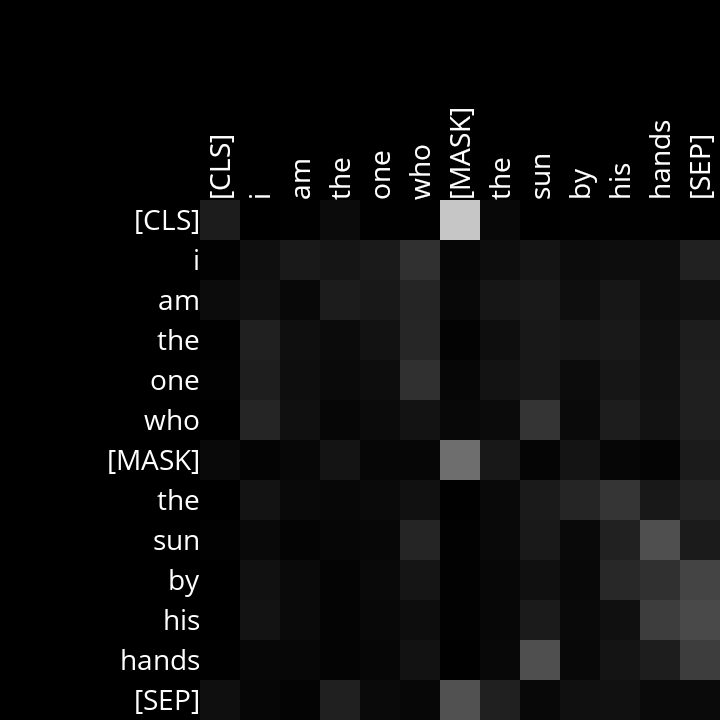 [CLS] i am the one who [MASK] the sun by his hands [SEP]
[CLS]
i
am
the
one
who
[MASK]
the
sun
by
his
hands
[SEP]